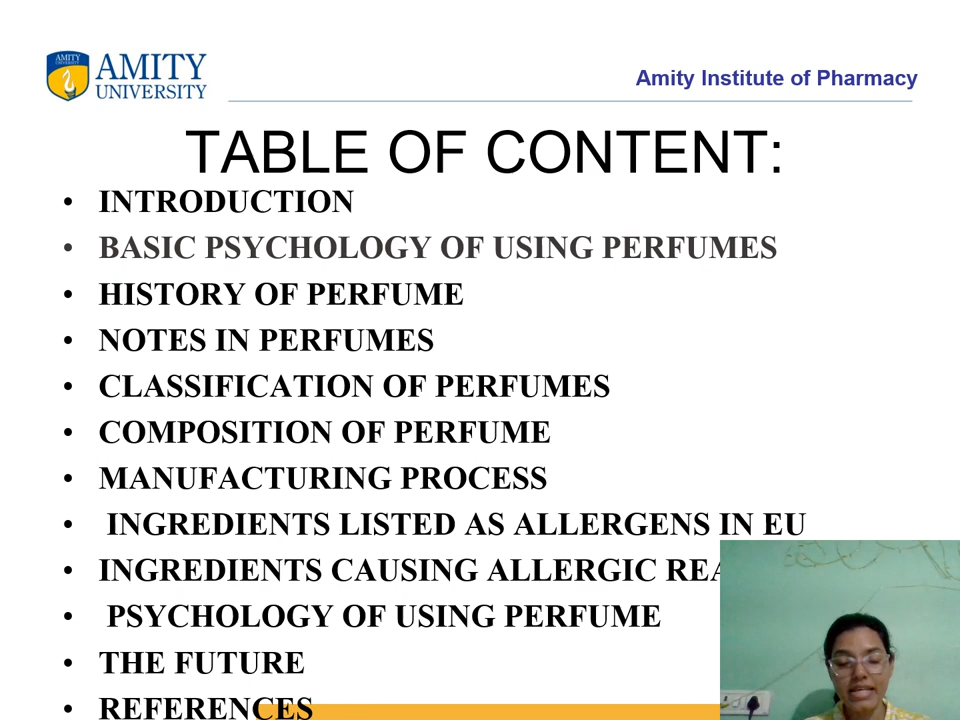 AMITY
UNIVERSITY
AMITY
UNIVERSITY
Amity Institute of Pharmacy
TABLE OF CONTENT:
• INTRODUCTION
• BASIC PSYCHOLOGY OF USING PERFUMES
• HISTORY OF PERFUME
• NOTES IN PERFUMES
• CLASSIFICATION OF PERFUMES
• COMPOSITION OF PERFUME
• MANUFACTURING PROCESS
• INGREDIENTS LISTED AS ALLERGENS IN EU
• INGREDIENTS CAUSING ALLERGIC
• PSYCHOLOGY OF USING PERFUME
• THE FUTURE
• REFERENCES